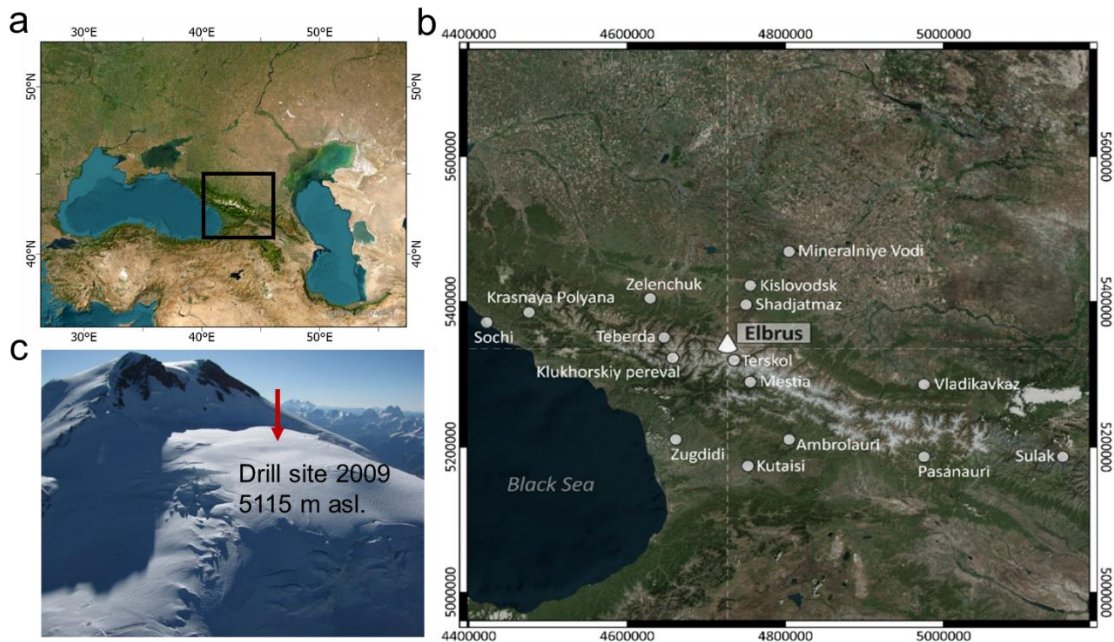 a
30°E 40°E 50°E
50°N
50°N
40°N
40°N
30°E 40°E 50°E
b
4400000 4600000 4800000 5000000
5600000
5600000
5400000
5400000
5200000
5200000
5000000
5000000
Mineralniye Vodi
Kislovodsk
Zelenchuk
Shadjatmaz
Krasnaya Polyana
Sochi
Teberda
Elbrus
Klukhorskiy pereval
Terskol
Mestia
Vladikavkaz
Zugdidi
Ambrolauri
Kutaisi
Pasanauri
Sulak
Black Sea
4400000 4600000 4800000 5000000
c
Drill site 2009
5115 m asl.